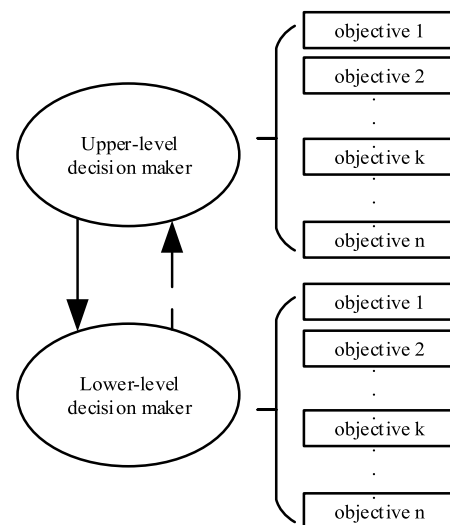 objective 1
objective 2
Upper-level
decision maker
objective k
objective n
objective 1
objective 2
Lower-level
decision maker
objective k
objective n